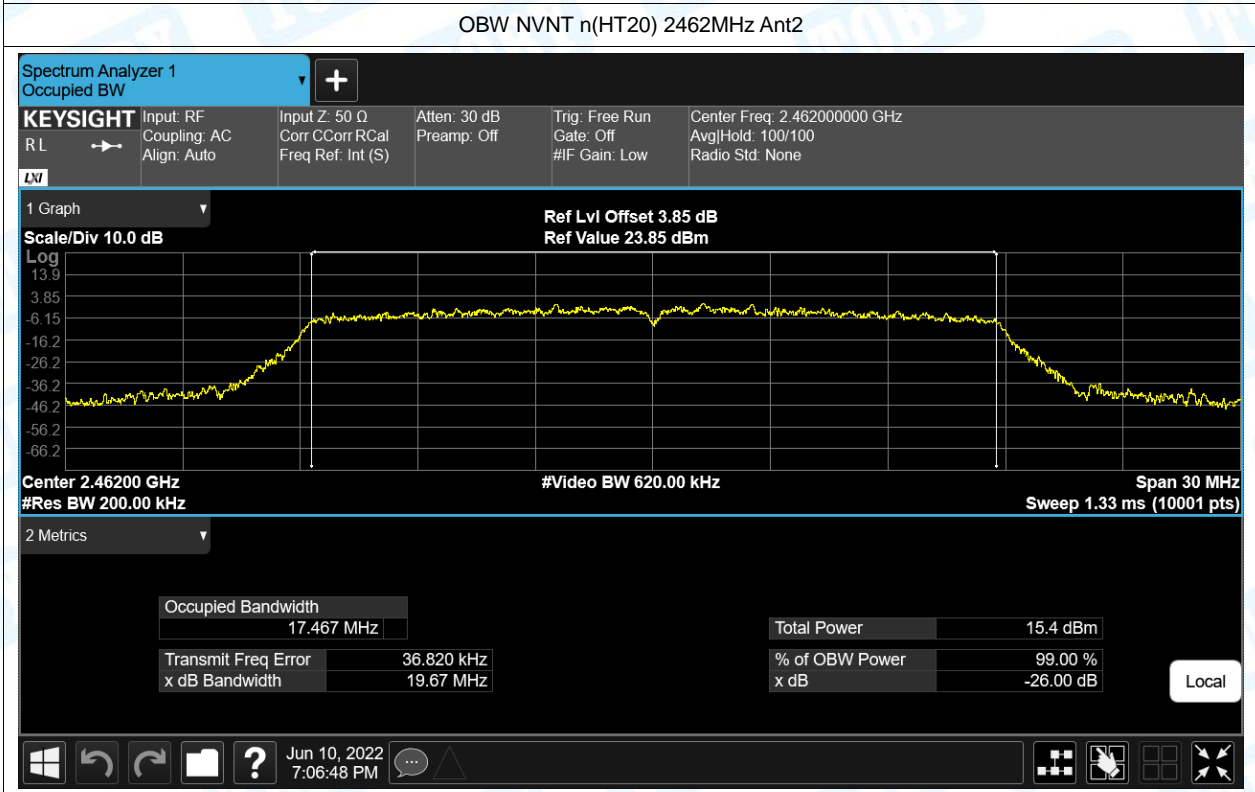 OBW NVNT n(HT20) 2462MHz Ant2
Spectrum Analyzer 1
Occupied BW
KEYSIGHT Input: RF Input Z: 50 Ω Atten: 30 dB Trig: Free Run Center Freq: 2.462000000 GHz
RL Coupling: AC Corr CCorr RCal Preamp: Off Gate: Off Avg|Hold: 100/100
Align: Auto Freq Ref: Int (S) #IF Gain: Low Radio Std: None
LXI
1 Graph
Ref Lvl Offset 3.85 dB
Scale/Div 10.0 dB Ref Value 23.85 dBm
Log
13.9
3.85
-6.15
-16.2
-26.2
-36.2
-46.2
-56.2
-66.2
Center 2.46200 GHz #Video BW 620.00 kHz Span 30 MHz
#Res BW 200.00 kHz Sweep 1.33 ms (10001 pts)
2 Metrics
Occupied Bandwidth
17.467 MHz Total Power 15.4 dBm
Transmit Freq Error 36.820 kHz % of OBW Power 99.00 %
x dB Bandwidth 19.67 MHz x dB -26.00 dB
Local
Jun 10, 2022
7:06:48 PM